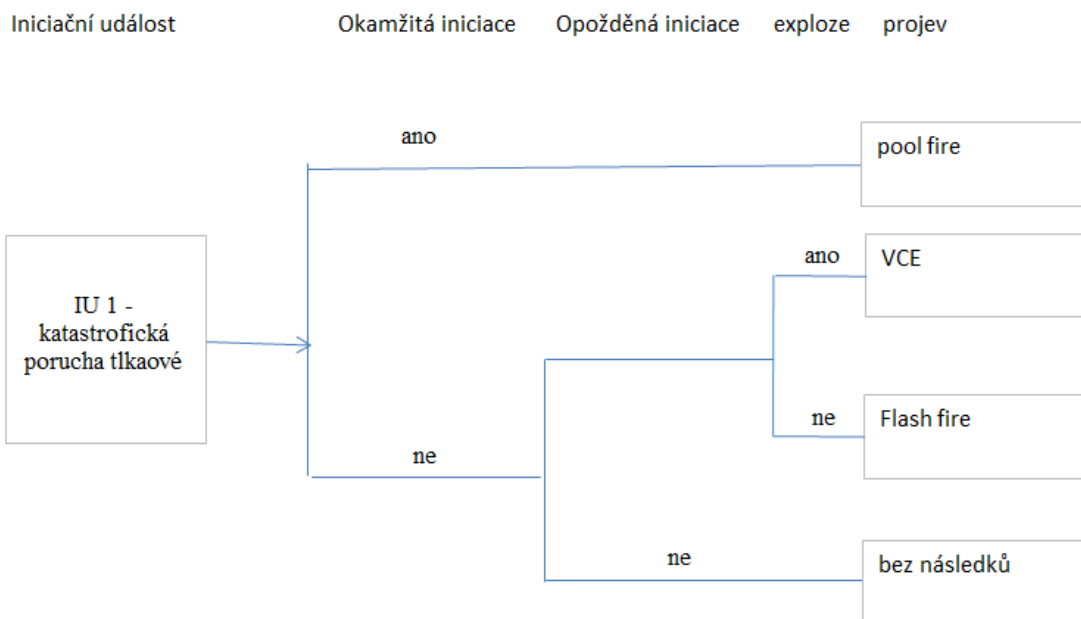 Iniciační událost Okamžitá iniciace Opožděná iniciace exploze projev
ano
pool fire
ano
VCE
IU 1 -
katastrofická
porucha tlkaové
ne
Flash fire
ne
ne
bez následků